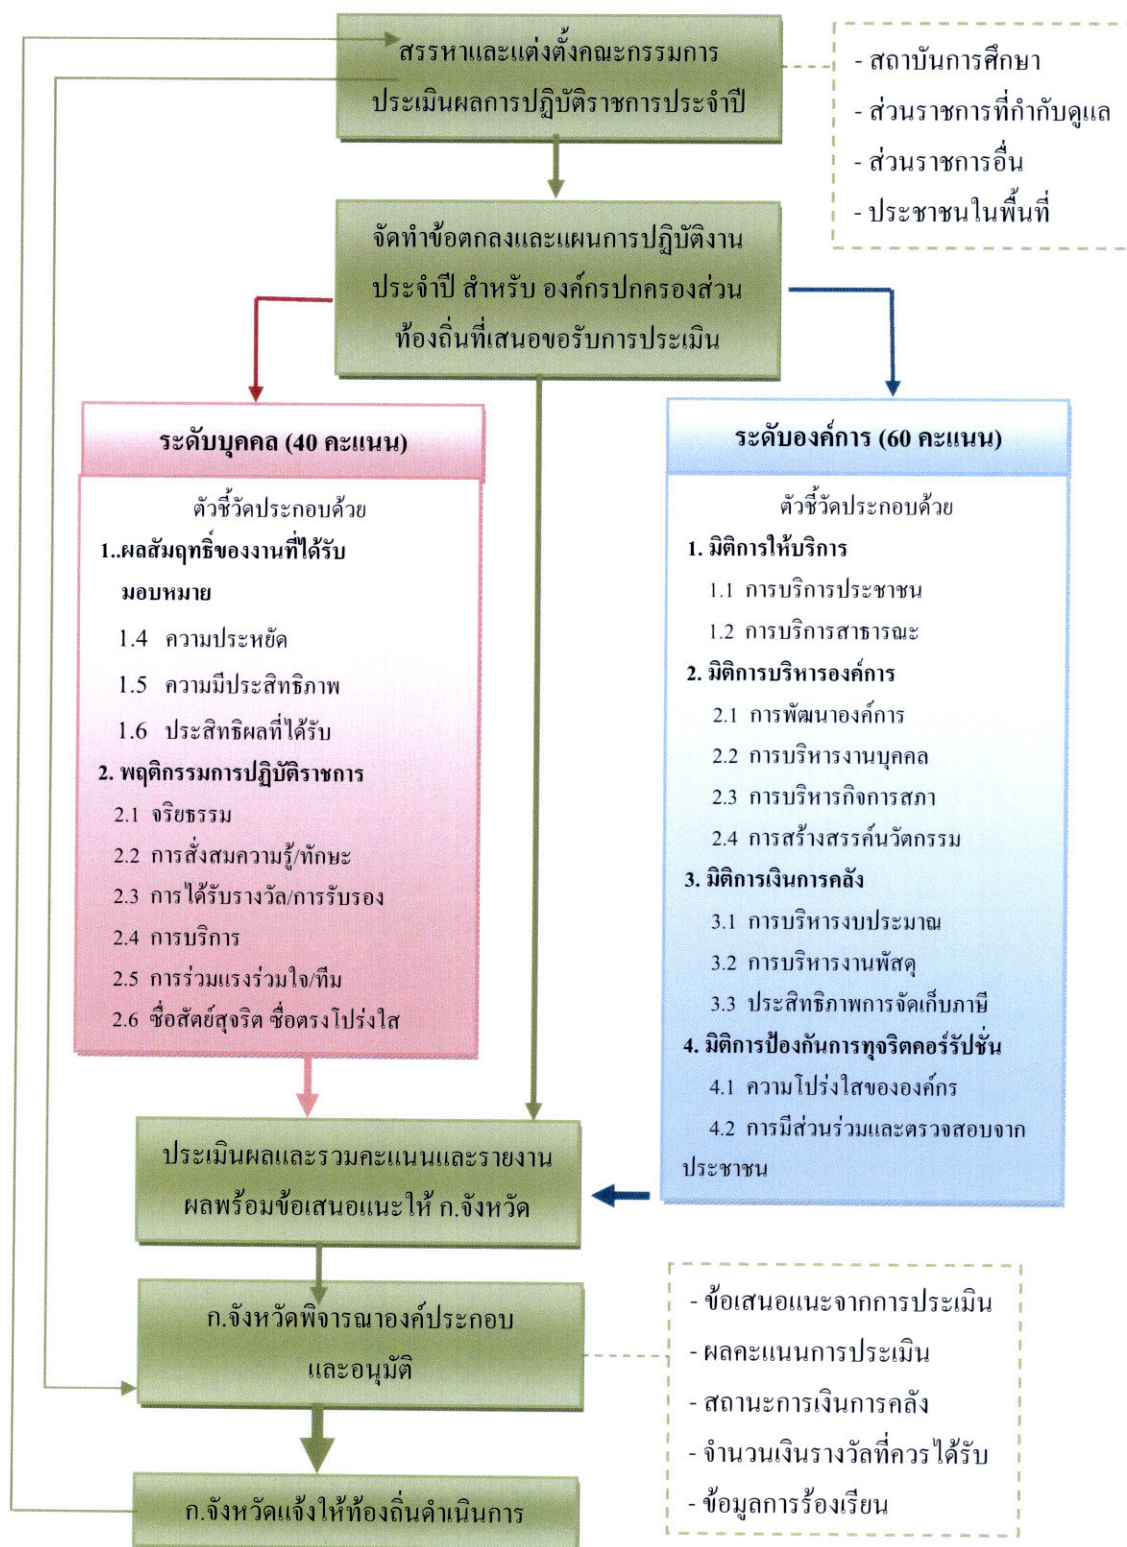 สรรหาและแต่งตั้งคณะกรรมการ
ประเมินผลการปฏิบัติราชการประจำปี
- สถาบันการศึกษา
- ส่วนราชการที่กำกับดูแล
- ส่วนราชการอื่น
- ประชาชนในพื้นที่
จัดทำข้อตกลงและแผนการปฏิบัติงาน
ประจำปี สำหรับ องค์กรปกครองส่วน
ท้องถิ่นที่เสนอขอรับการประเมิน
ระดับบุคคล (40 คะแนน)
ตัวชี้วัดประกอบด้วย
1..ผลสัมฤทธิ์ของงานที่ได้รับ
มอบหมาย
1.4 ความประหยัด
1.5 ความมีประสิทธิภาพ
1.6 ประสิทธิผลที่ได้รับ
2. พฤติกรรมการปฏิบัติราชการ
2.1 จริยธรรม
2.2 การสั่งสมความรู้/ทักษะ
2.3 การได้รับรางวัล/การรับรอง
2.4 การบริการ
2.5 การร่วมแรงร่วมใจ/ทีม
2.6 ซื่อสัตย์สุจริต ซื่อตรงโปร่งใส
ระดับองค์การ (60 คะแนน)
ตัวชี้วัดประกอบด้วย
1. มิติการให้บริการ
1.1 การบริการประชาชน
1.2 การบริการสาธารณะ
2. มิติการบริหารองค์การ
2.1 การพัฒนาองค์การ
2.2 การบริหารงานบุคคล
2.3 การบริหารกิจการสภา
2.4 การสร้างสรรค์นวัตกรรม
3. มิติการเงินการคลัง
3.1 การบริหารงบประมาณ
3.2 การบริหารงานพัสดุ
3.3 ประสิทธิภาพการจัดเก็บภาษี
4. มิติการป้องกันการทุจริตคอร์รัปชั่น
4.1 ความโปร่งใสขององค์กร
4.2 การมีส่วนร่วมและตรวจสอบจาก
ประชาชน
ประเมินผลและรวมคะแนนและรายงาน
ผลพร้อมข้อเสนอแนะให้ ก.จังหวัด
ก.จังหวัดพิจารณาองค์ประกอบ
และอนุมัติ
- ข้อเสนอแนะจากการประเมิน
- ผลคะแนนการประเมิน
- สถานะการเงินการคลัง
- จำนวนเงินรางวัลที่ควรได้รับ
- ข้อมูลการร้องเรียน
ก.จังหวัดแจ้งให้ท้องถิ่นดำเนินการ